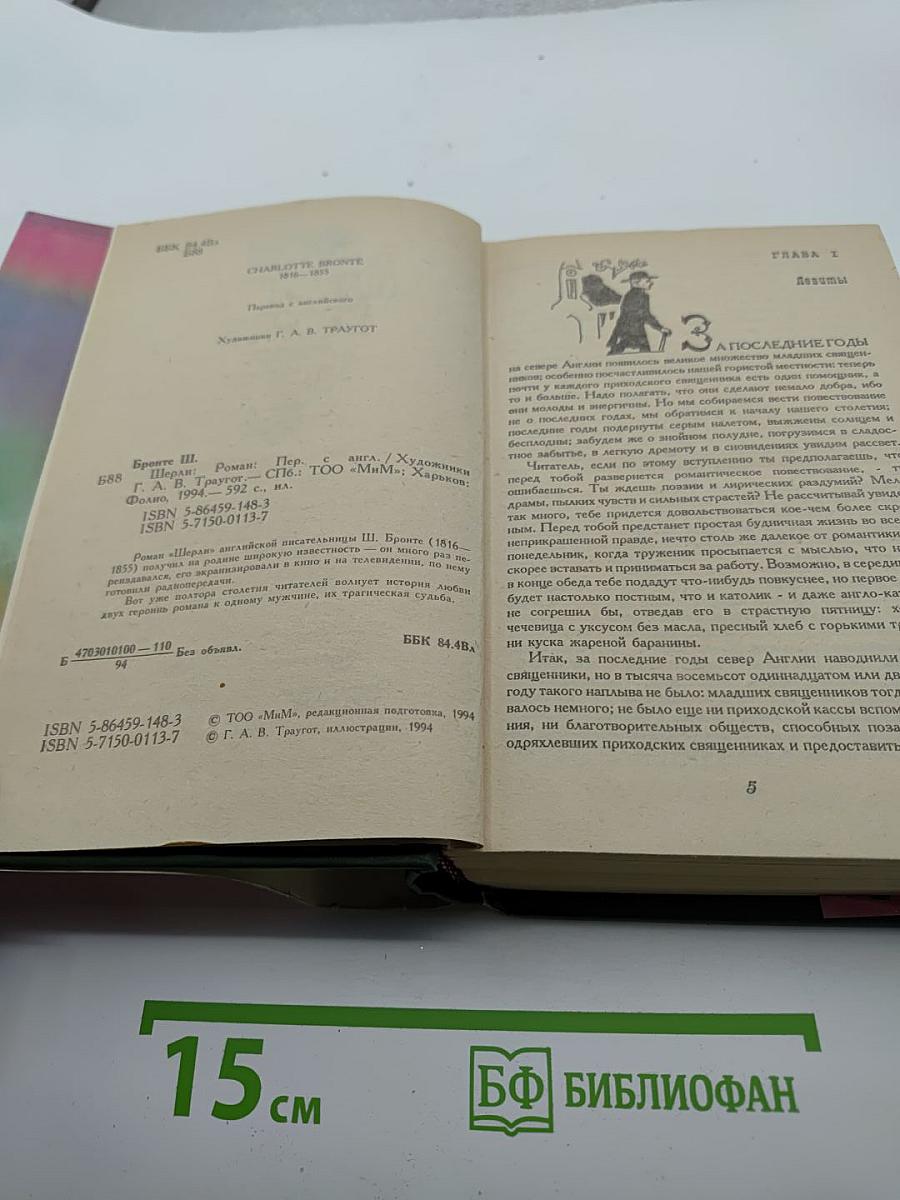 ББК 84.4Вл
Б88
CHARLOTTE BRONTË
1816—1855
Перевод с английского
Художники Г. А. В. ТРАУГОТ
Бронте Ш.
Б88 Шерли: Роман: Пер. с англ. / Художники
Г. А. В. Траугот.— СПб.: ТОО «МиМ»; Харьков:
Фолио, 1994.— 592 с., ил.
ISBN 5-86459-148-3
ISBN 5-7150-0113-7
Роман «Шерли» английской писательницы Ш. Бронте (1816—
1855) получил на родине широкую известность — он много раз пе-
реиздавался, его экранизировали в кино и на телевидении, по нему
готовили радиопередачи.
Вот уже полтора столетия читателей волнует история любви
двух героинь романа к одному мужчине, их трагическая судьба.
Б 4703010100—110 Без объявл.
94
ББК 84.4Вл
ISBN 5-86459-148-3
ISBN 5-7150-0113-7
© ТОО «МиМ», редакционная подготовка, 1994
© Г. А. В. Траугот, иллюстрации, 1994
ГЛАВА I
Левиты
ЗА ПОСЛЕДНИЕ ГОДЫ
на севере Англии появилось великое множество младших священ-
ников; особенно посчастливилось нашей гористой местности: теперь
почти у каждого приходского священника есть один помощник, а
то и больше. Надо полагать, что они сделают немало добра, ибо
они молоды и энергичны. Но мы собираемся вести повествование
не о последних годах, мы обратимся к началу нашего столетия;
последние годы подернуты серым налетом, выжжены солнцем и
бесплодны; забудем же о знойном полудне, погрузимся в сладос-
тное забытье, в легкую дремоту и в сновидениях увидим рассвет.
Читатель, если по этому вступлению ты предполагаешь, что
перед тобой развернется романтическое повествование, - т
ошибаешься. Ты ждешь поэзии и лирических раздумий? Мел
драмы, пылких чувств и сильных страстей? Не рассчитывай увиде
так много, тебе придется довольствоваться кое-чем более скр
ным. Перед тобой предстанет простая будничная жизнь во все
неприкрашенной правде, нечто столь же далекое от романтики
понедельник, когда труженик просыпается с мыслью, что н
скорее вставать и приниматься за работу. Возможно, в середин
в конце обеда тебе подадут что-нибудь повкуснее, но первое
будет настолько постным, что и католик - и даже англо-кат
не согрешил бы, отведав его в страстную пятницу: х
чечевица с уксусом без масла, пресный хлеб с горькими тр
ни куска жареной баранины.
Итак, за последние годы север Англии наводнили
священники, но в тысяча восемьсот одиннадцатом или дв
году такого наплыва не было: младших священников тогд
валось немного; не было еще ни приходской кассы вспом
ния, ни благотворительных обществ, способных поза
одряхлевших приходских священниках и предоставить
5
15 см
БФ БИБЛИОФАН